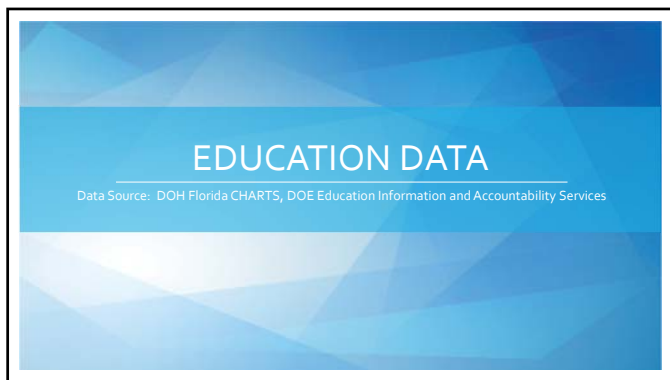 EDUCATION DATA
Data Source: DOH Florida CHARTS, DOE Education Information and Accountability Services